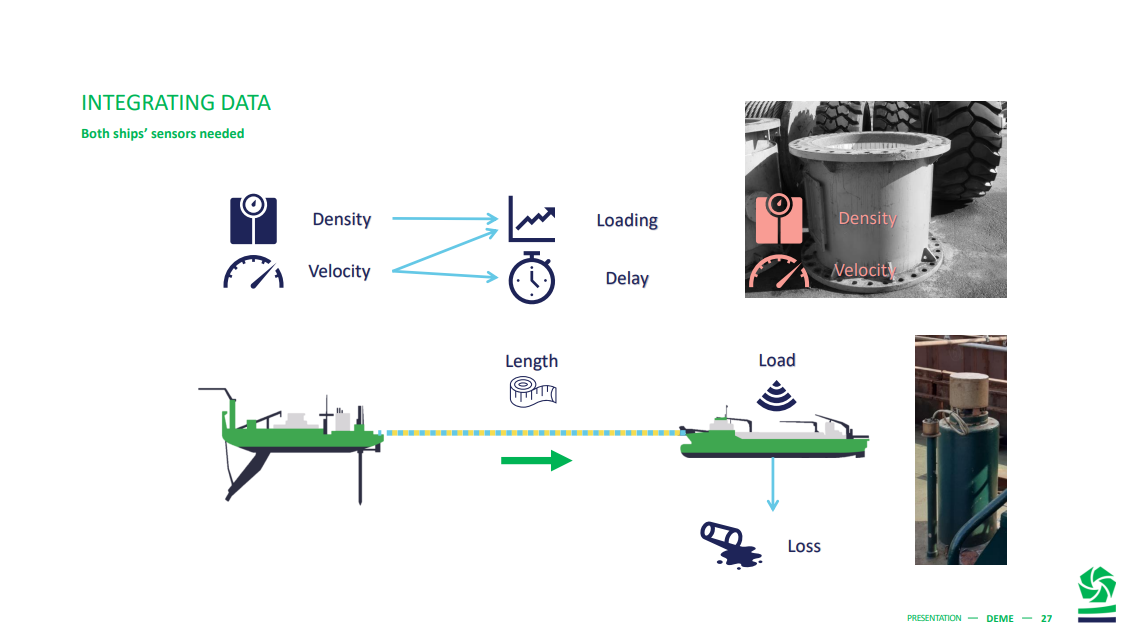 INTEGRATING DATA
Both ships’ sensors needed
Density
Loading
Velocity
Delay
Density
Velocity
Length
Load
Loss
PRESENTATION — DEME — 27